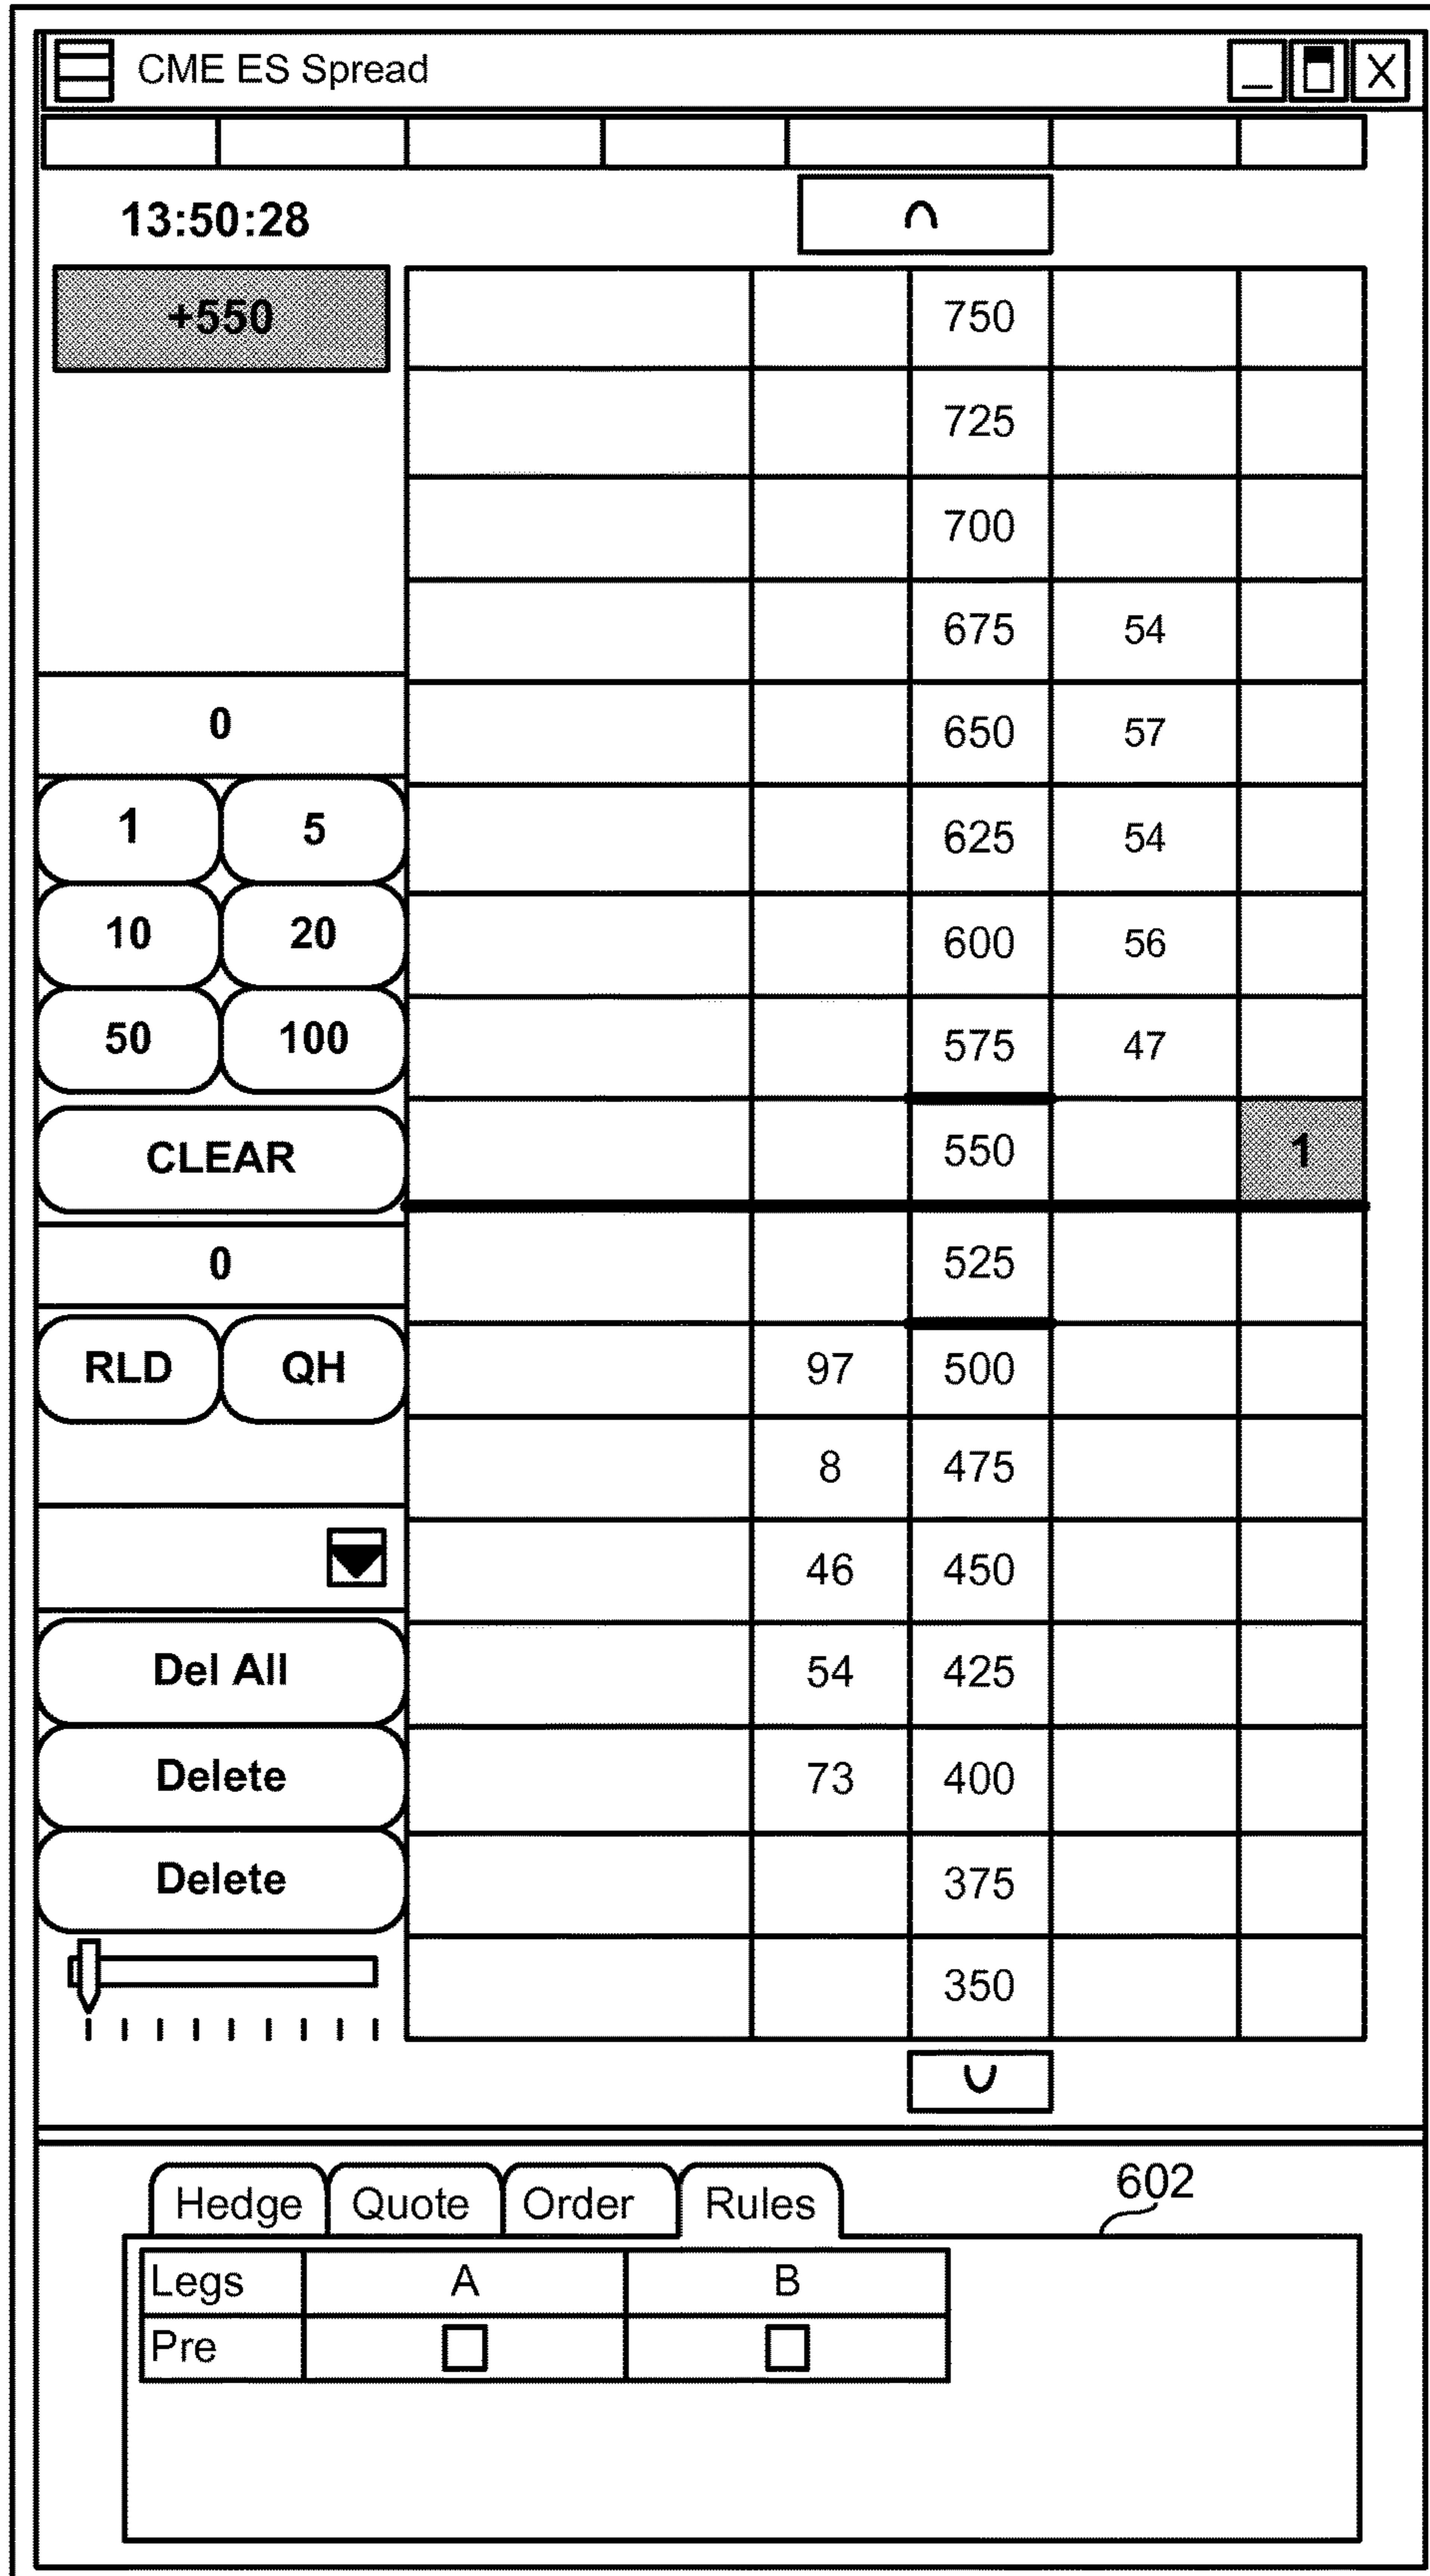 CME ES Spread
13:50:28
+550
0
1 5
10 20
50 100
CLEAR
0
RLD QH
Del All
Delete
Delete
750
725
700
675 54
650 57
625 54
600 56
575 47
550 1
525
97 500
8 475
46 450
54 425
73 400
375
350
Hedge Quote Order Rules
602
Legs A B
Pre